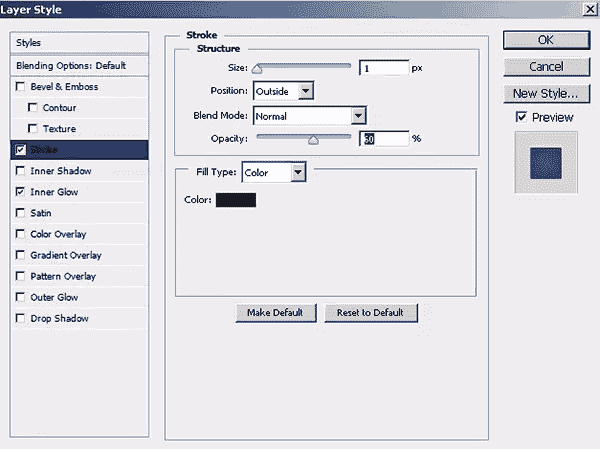 Layer Style
Styles
Blending Options: Default
Bevel & Emboss
Contour
Texture
Stroke
Inner Shadow
Inner Glow
Satin
Color Overlay
Gradient Overlay
Pattern Overlay
Outer Glow
Drop Shadow
Stroke
Structure
Size: 1 px
Position: Outside
Blend Mode: Normal
Opacity: 60 %
Fill Type: Color
Color:
Make Default Reset to Default
OK
Cancel
New Style...
Preview